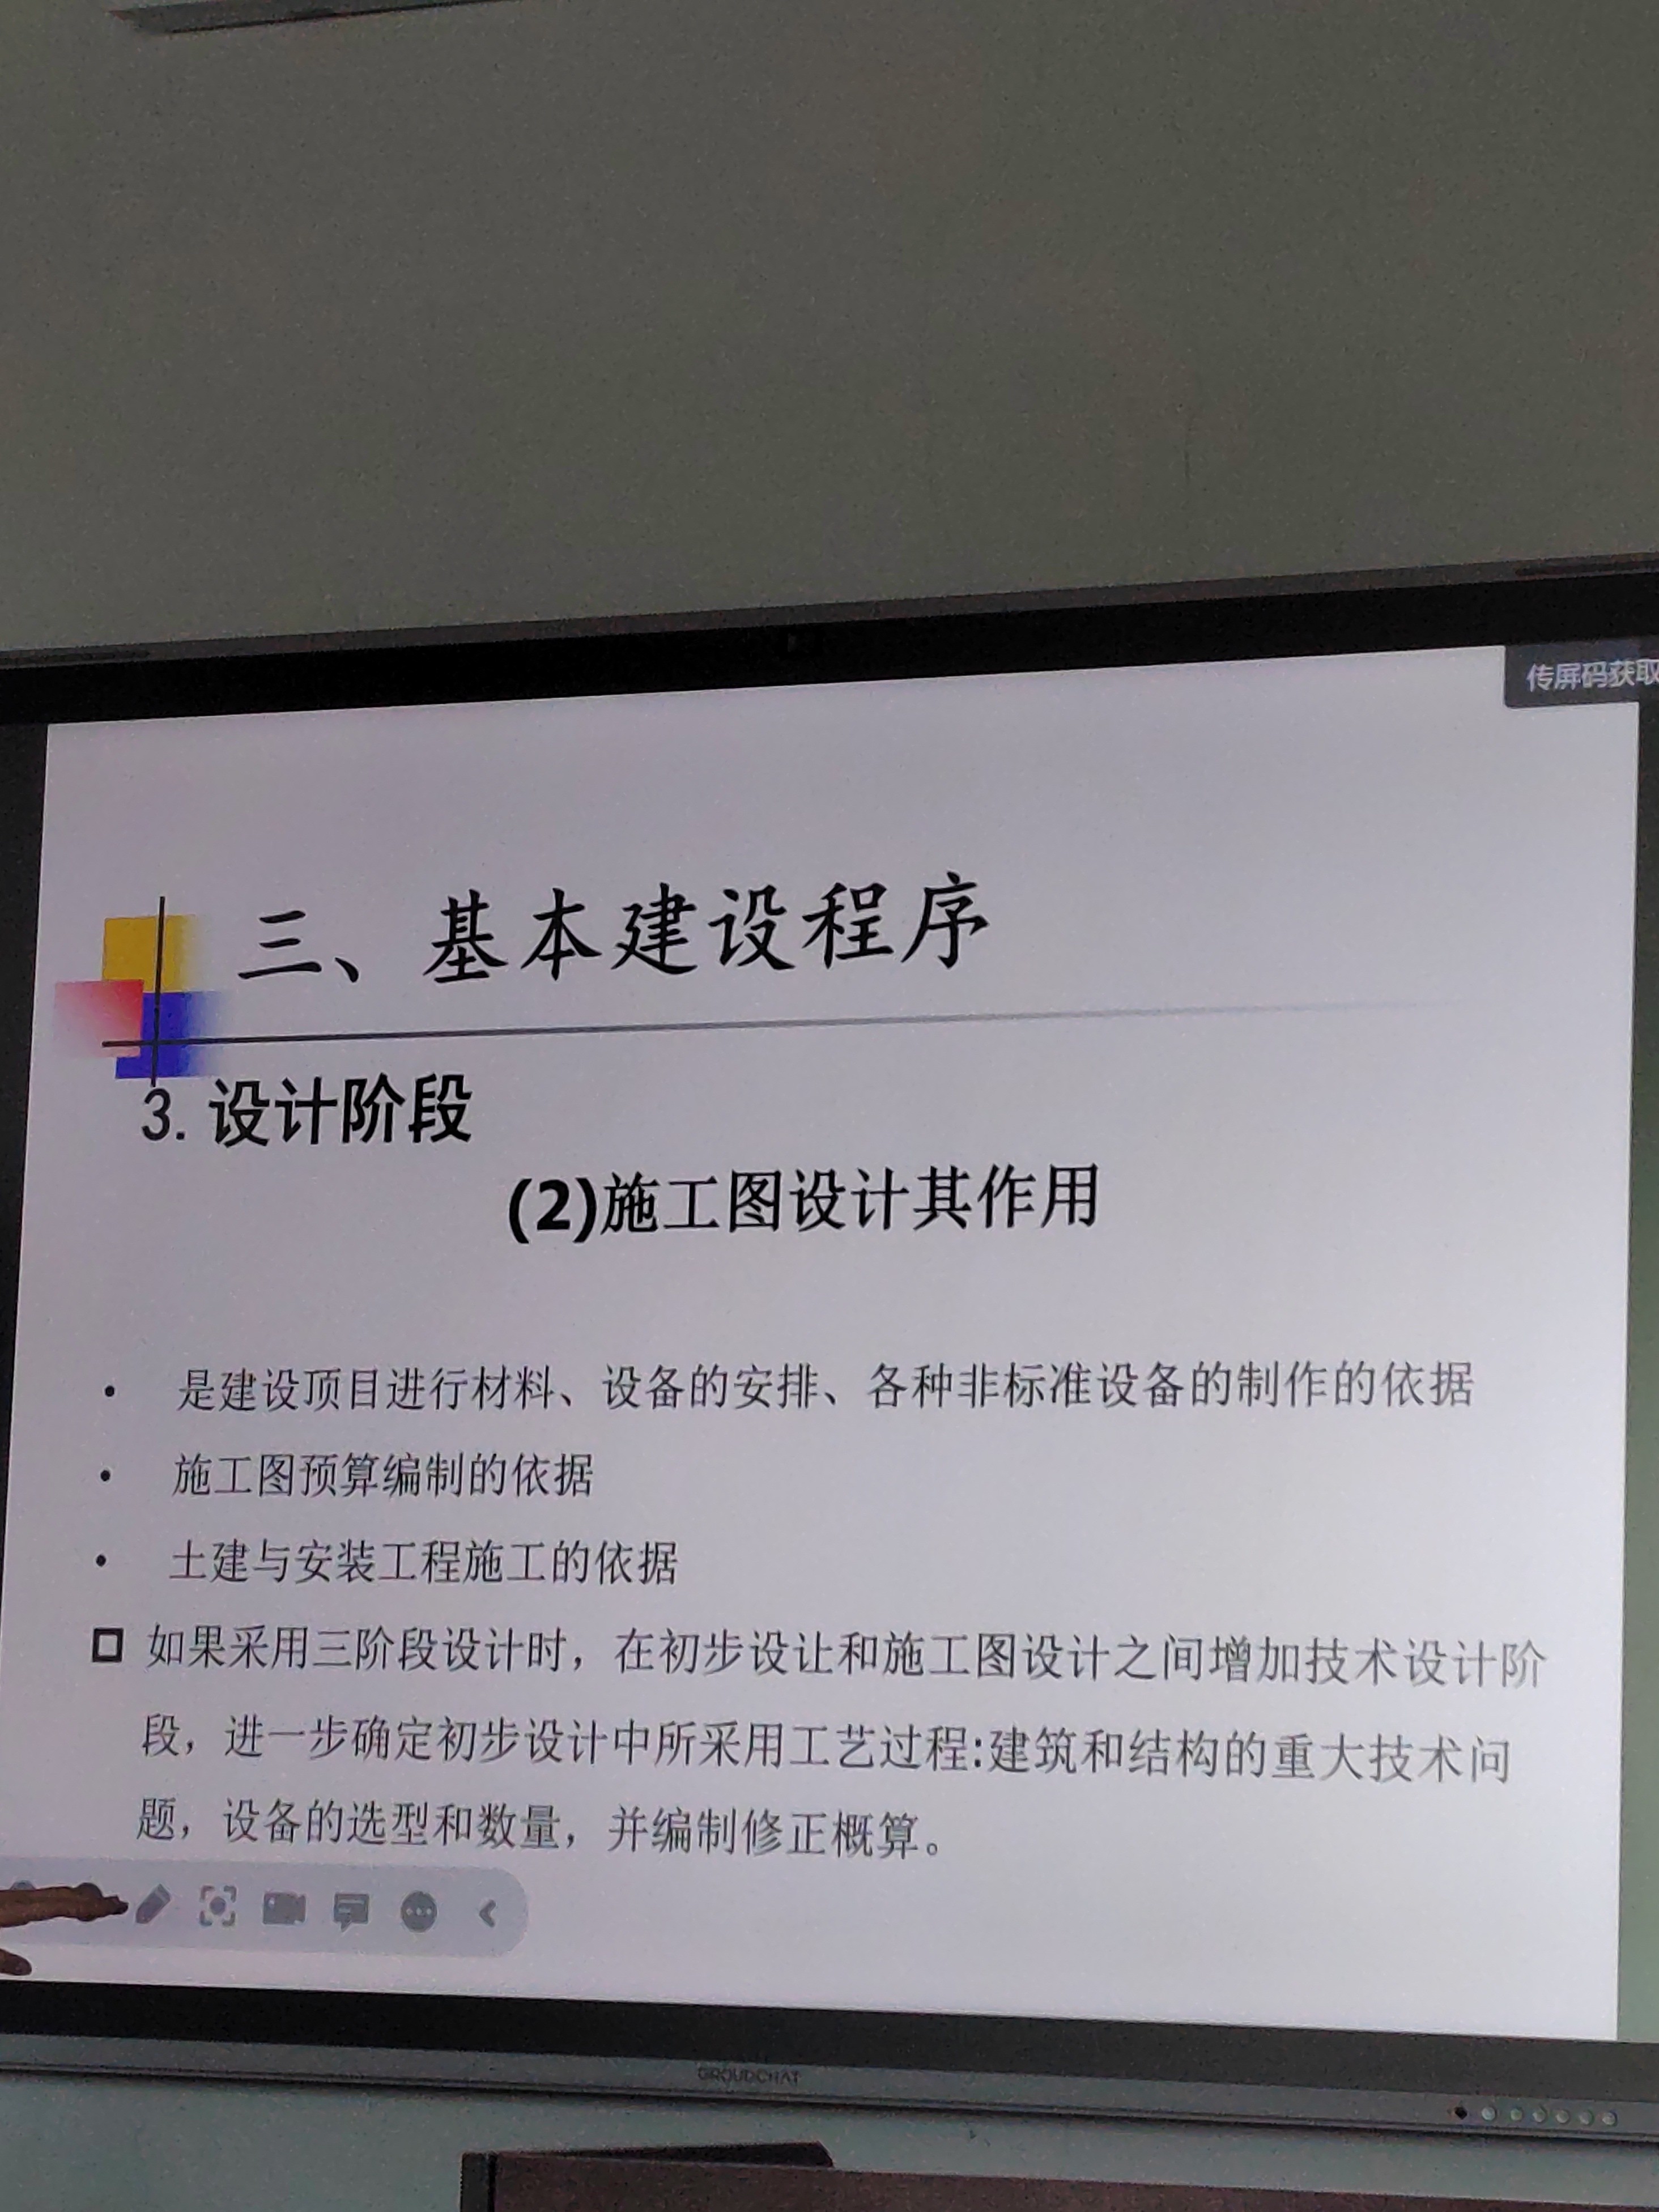 传屏码获取
三、基本建设程序
3. 设计阶段
(2)施工图设计其作用
• 是建设项目进行材料、设备的安排、各种非标准设备的制作的依据
• 施工图预算编制的依据
• 土建与安装工程施工的依据
如果采用三阶段设计时，在初步设让和施工图设计之间增加技术设计阶
段，进一步确定初步设计中所采用工艺过程:建筑和结构的重大技术问
题，设备的选型和数量，并编制修正概算。